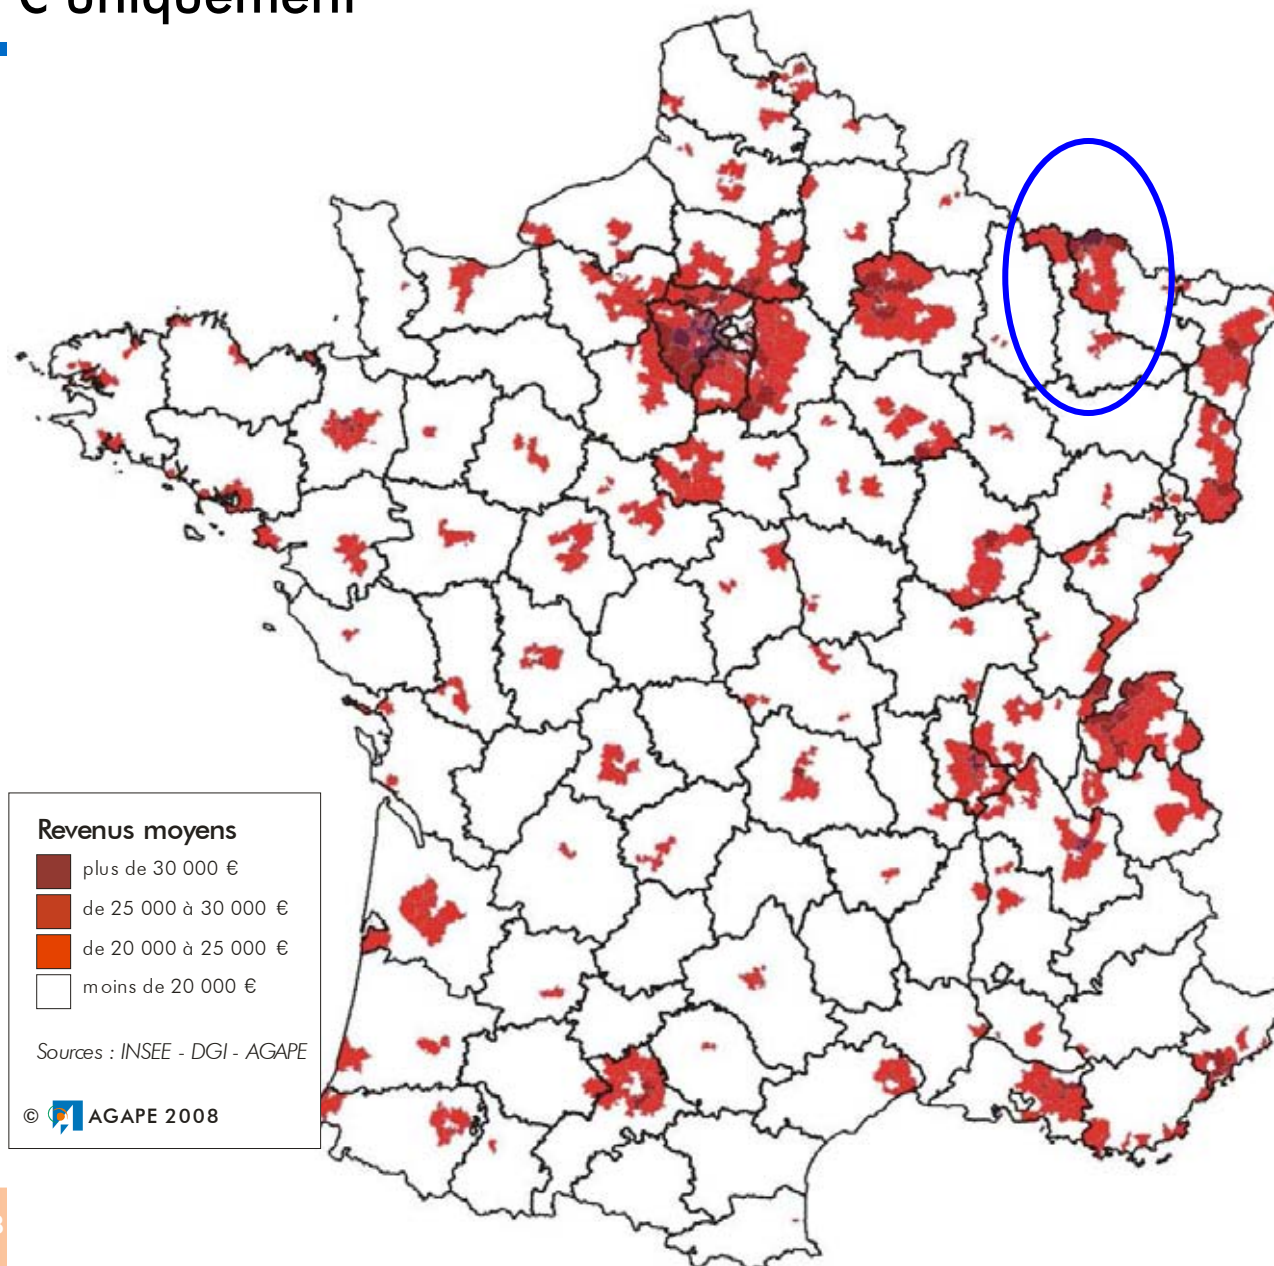 C uniquement
Revenus moyens
plus de 30 000 €
de 25 000 à 30 000 €
de 20 000 à 25 000 €
moins de 20 000 €
Sources : INSEE - DGI - AGAPE
© AGAPE 2008